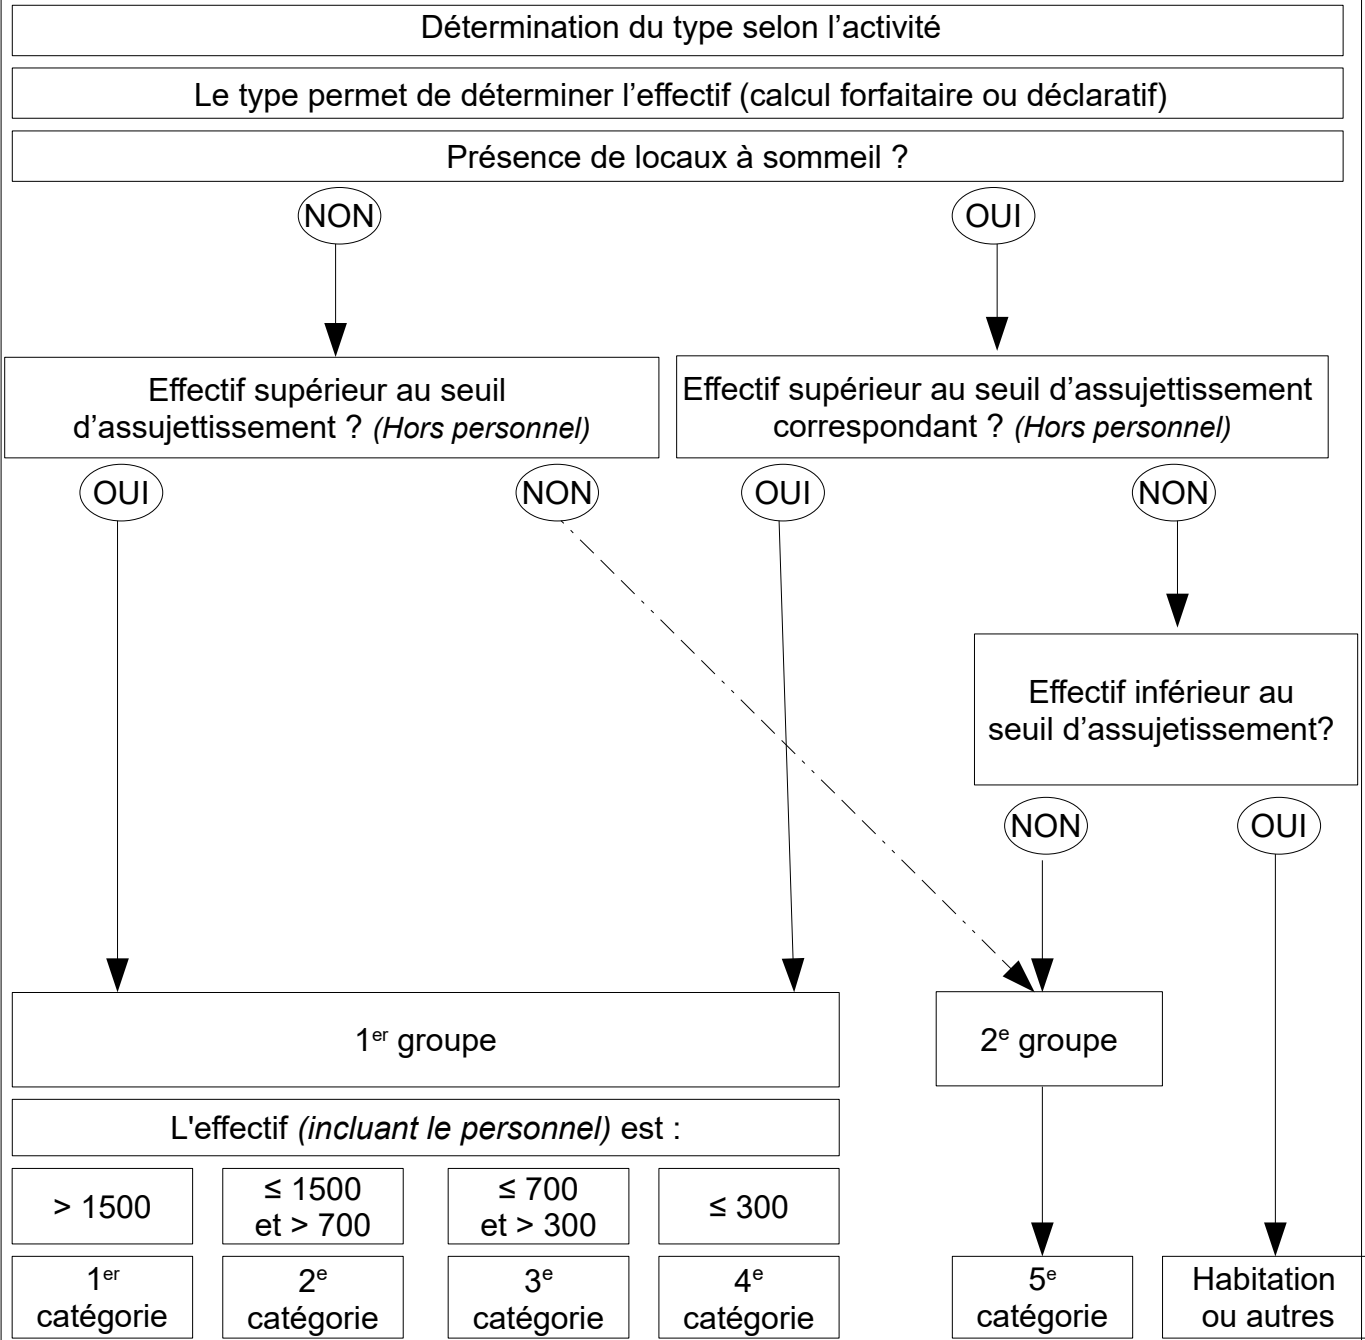 Détermination du type selon l’activité
Le type permet de déterminer l’effectif (calcul forfaitaire ou déclaratif)
Présence de locaux à sommeil ?
NON
OUI
Effectif supérieur au seuil
d’assujettissement ? (Hors personnel)
Effectif supérieur au seuil d’assujettissement
correspondant ? (Hors personnel)
OUI
NON
OUI
NON
Effectif inférieur au
seuil d’assujetissement?
NON
OUI
1er groupe
2e groupe
L'effectif (incluant le personnel) est :
> 1500
≤ 1500
et > 700
≤ 700
et > 300
≤ 300
1er
catégorie
2e
catégorie
3e
catégorie
4e
catégorie
5e
catégorie
Habitation
ou autres